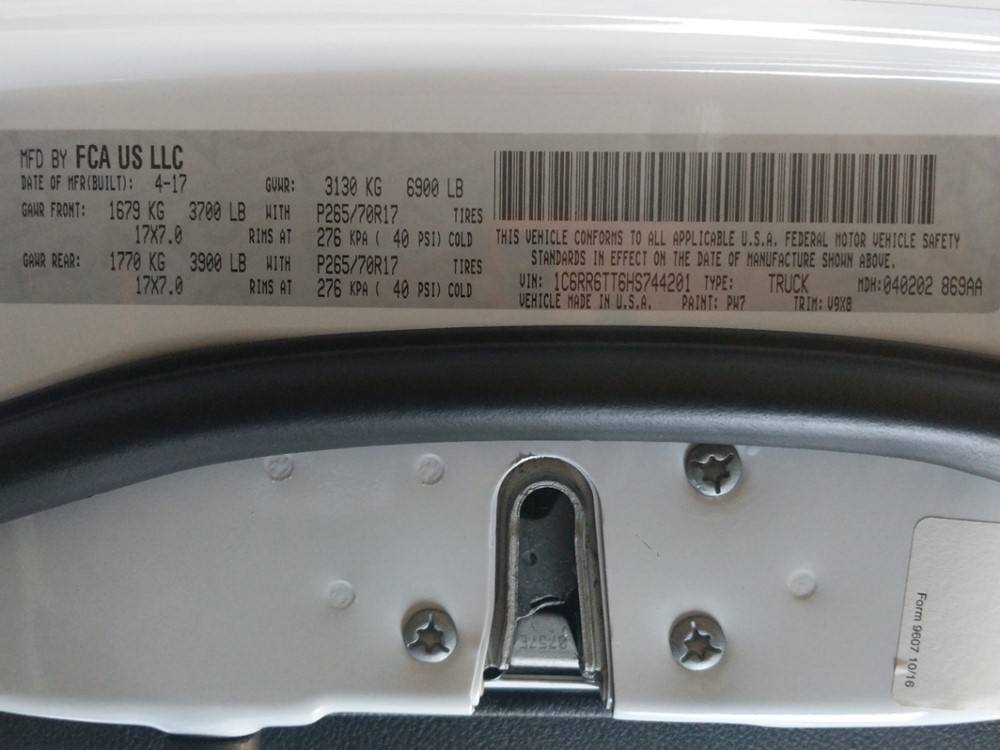 MFD BY FCA US LLC
DATE OF MFR(BUILT): 4-17 GVWR: 3130 KG 6900 LB
GAWR FRONT: 1679 KG 3700 LB WITH P265/70R17 TIRES
17X7.0 RIMS AT 276 KPA ( 40 PSI) COLD
GAWR REAR: 1770 KG 3900 LB WITH P265/70R17 TIRES
17X7.0 RIMS AT 276 KPA ( 40 PSI) COLD
THIS VEHICLE CONFORMS TO ALL APPLICABLE U.S.A. FEDERAL MOTOR VEHICLE SAFETY
STANDARDS IN EFFECT ON THE DATE OF MANUFACTURE SHOWN ABOVE.
VIN: 1C6RR6TT6HS744201 TYPE: TRUCK MDH:040202 869AA
VEHICLE MADE IN U.S.A. PAINT: PW7 TRIM: V9X8
Form 9607 10/16